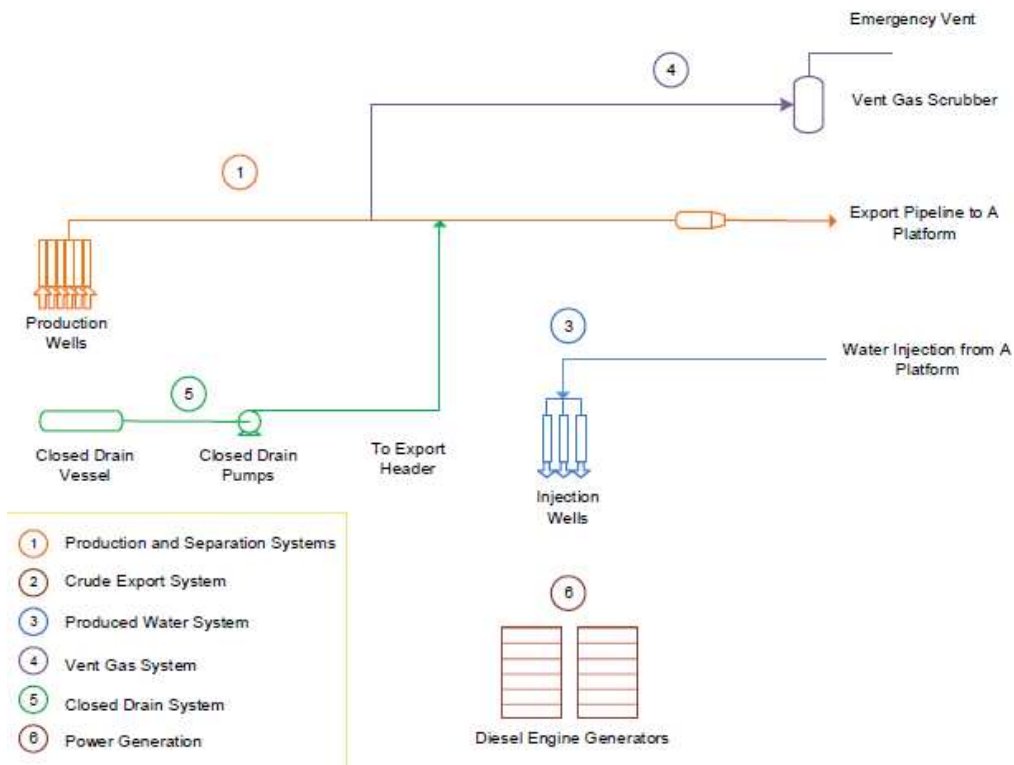 Emergency Vent
4
Vent Gas Scrubber
1
Export Pipeline to A
Platform
Production
Wells
3
Water Injection from A
Platform
5
Closed Drain
Vessel
Closed Drain
Pumps
To Export
Header
Injection
Wells
1 Production and Separation Systems
2 Crude Export System
3 Produced Water System
4 Vent Gas System
5 Closed Drain System
6 Power Generation
6
Diesel Engine Generators